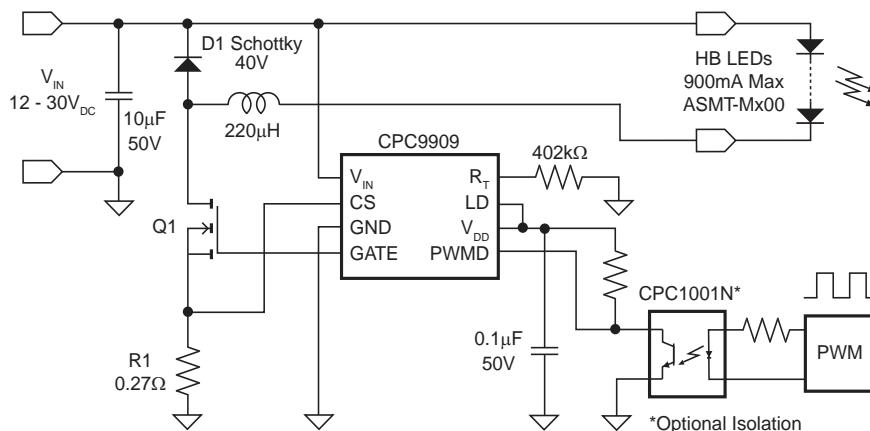 D1 Schottky
40V
V_IN
12 - 30V_DC
10μF
50V
220μH
HB LEDs
900mA Max
ASMT-Mx00
CPC9909
V_IN
CS
GND
GATE
R_T
LD
V_DD
PWMD
402kΩ
Q1
R1
0.27Ω
0.1μF
50V
CPC1001N*
PWM
*Optional Isolation